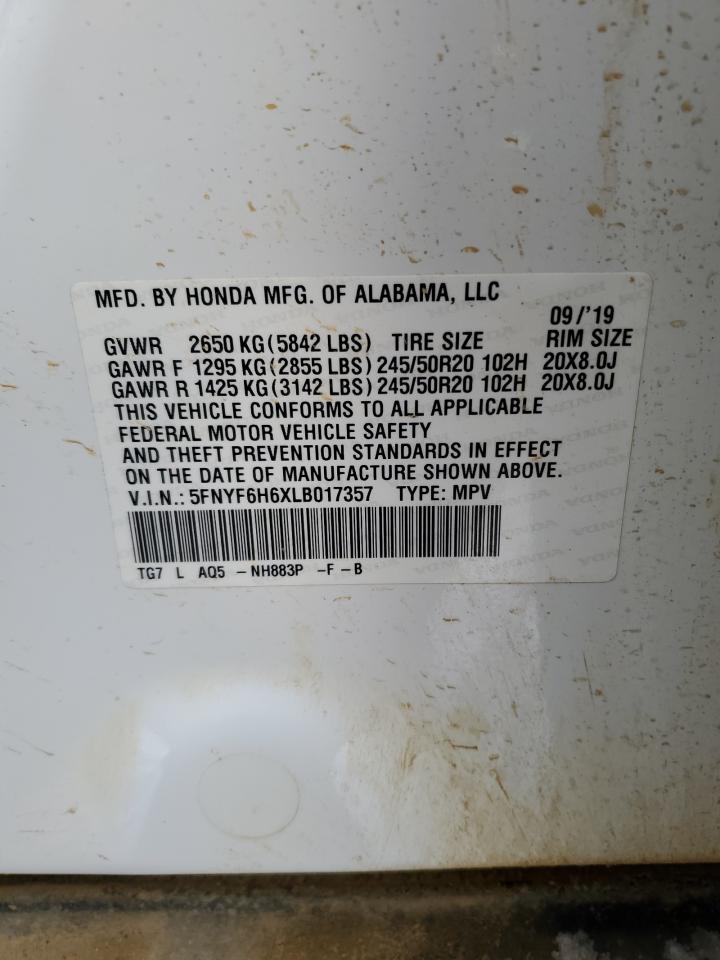 MFD. BY HONDA MFG. OF ALABAMA, LLC
09/'19
GVWR 2650 KG(5842 LBS) TIRE SIZE RIM SIZE
GAWR F 1295 KG(2855 LBS) 245/50R20 102H 20X8.0J
GAWR R 1425 KG(3142 LBS) 245/50R20 102H 20X8.0J
THIS VEHICLE CONFORMS TO ALL APPLICABLE
FEDERAL MOTOR VEHICLE SAFETY
AND THEFT PREVENTION STANDARDS IN EFFECT
ON THE DATE OF MANUFACTURE SHOWN ABOVE.
V.I.N.: 5FNYF6H6XLB017357 TYPE: MPV
TG7 L AQ5 -NH883P -F-B